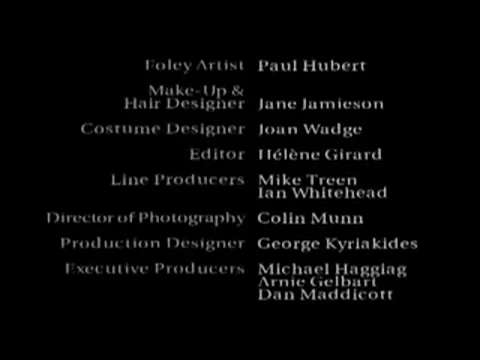 Foley Artist Paul Hubert
Make-Up &
Hair Designer Jane Jamieson
Costume Designer Joan Wadge
Editor Hélène Girard
Line Producers Mike Treen
Ian Whitehead
Director of Photography Colin Munn
Production Designer George Kyriakides
Executive Producers Michael Haggiag
Arnie Gelbart
Dan Maddicott